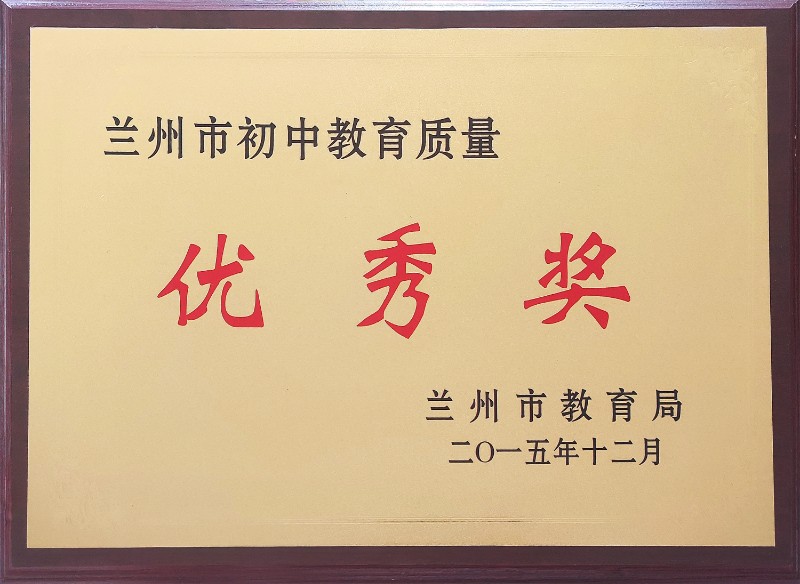 兰州市初中教育质量
优秀奖
兰州市教育局
二〇一五年十二月